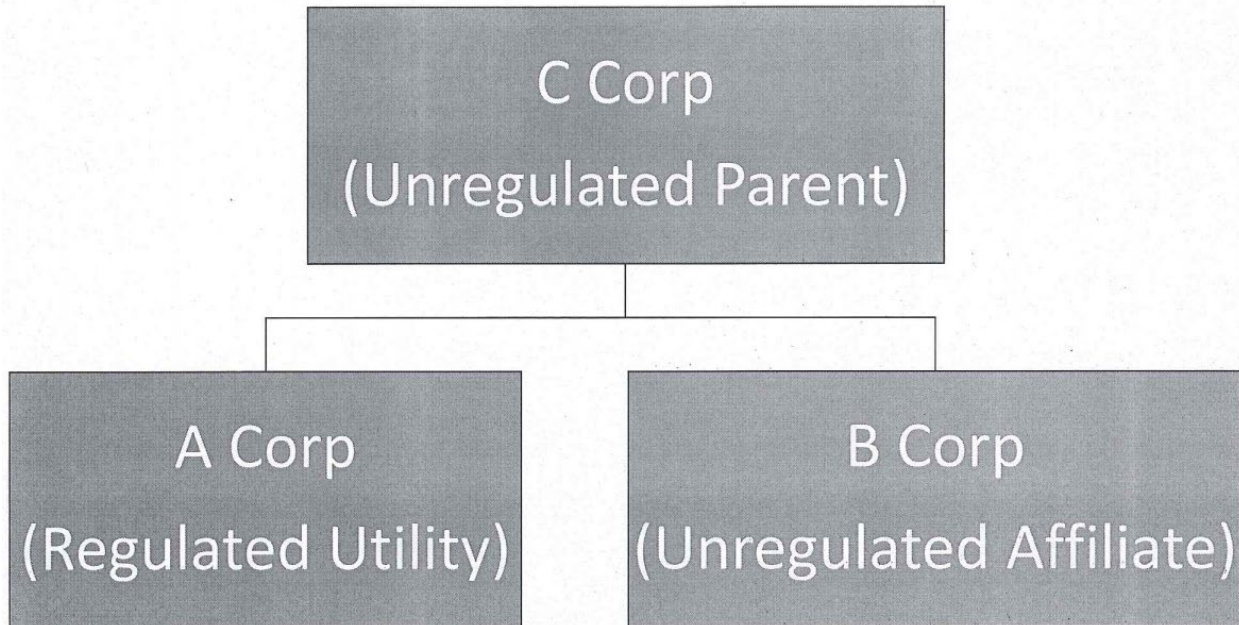 C Corp
(Unregulated Parent)
A Corp
(Regulated Utility)
B Corp
(Unregulated Affiliate)